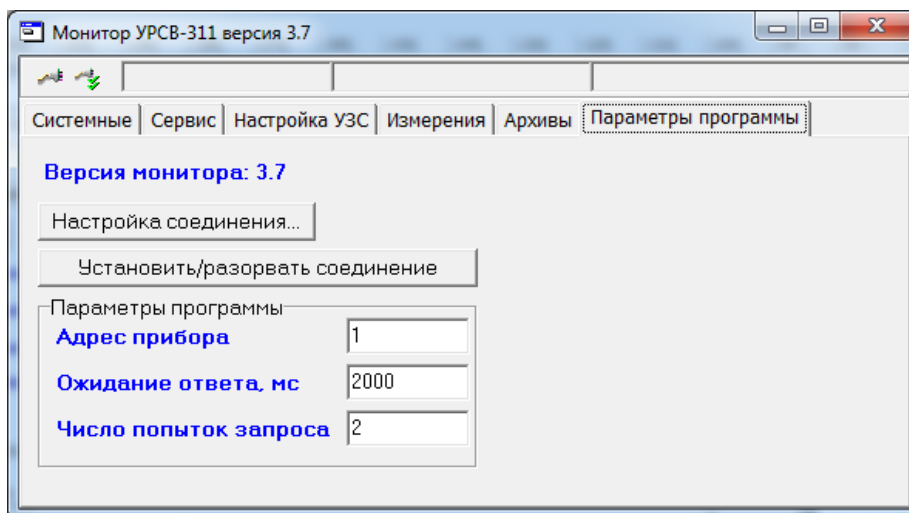 Монитор УРСВ-311 версия 3.7
Системные Сервис Настройка УЗС Измерения Архивы Параметры программы
Версия монитора: 3.7
Настройка соединения...
Установить/разорвать соединение
Параметры программы
Адрес прибора 1
Ожидание ответа, мс 2000
Число попыток запроса 2